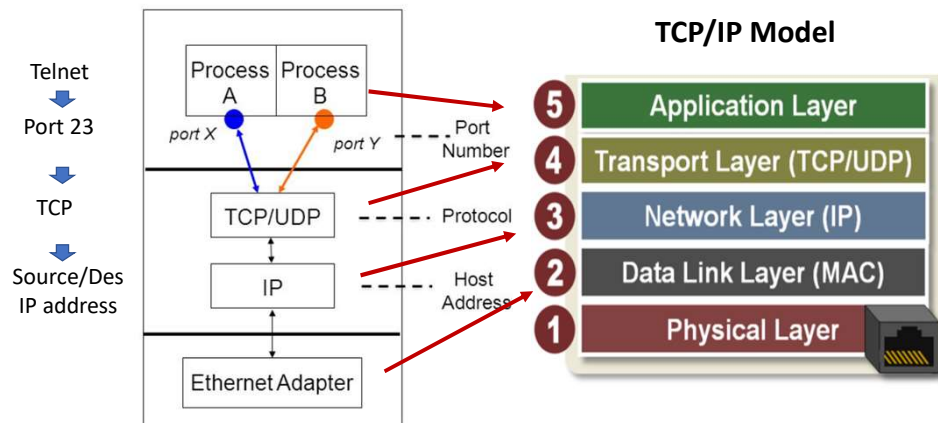 TCP/IP Model
Telnet
Port 23
TCP
Source/Des
IP address
Process
A
Process
B
port X
port Y
Port
Number
TCP/UDP
Protocol
IP
Host
Address
Ethernet Adapter
5 Application Layer
4 Transport Layer (TCP/UDP)
3 Network Layer (IP)
2 Data Link Layer (MAC)
1 Physical Layer